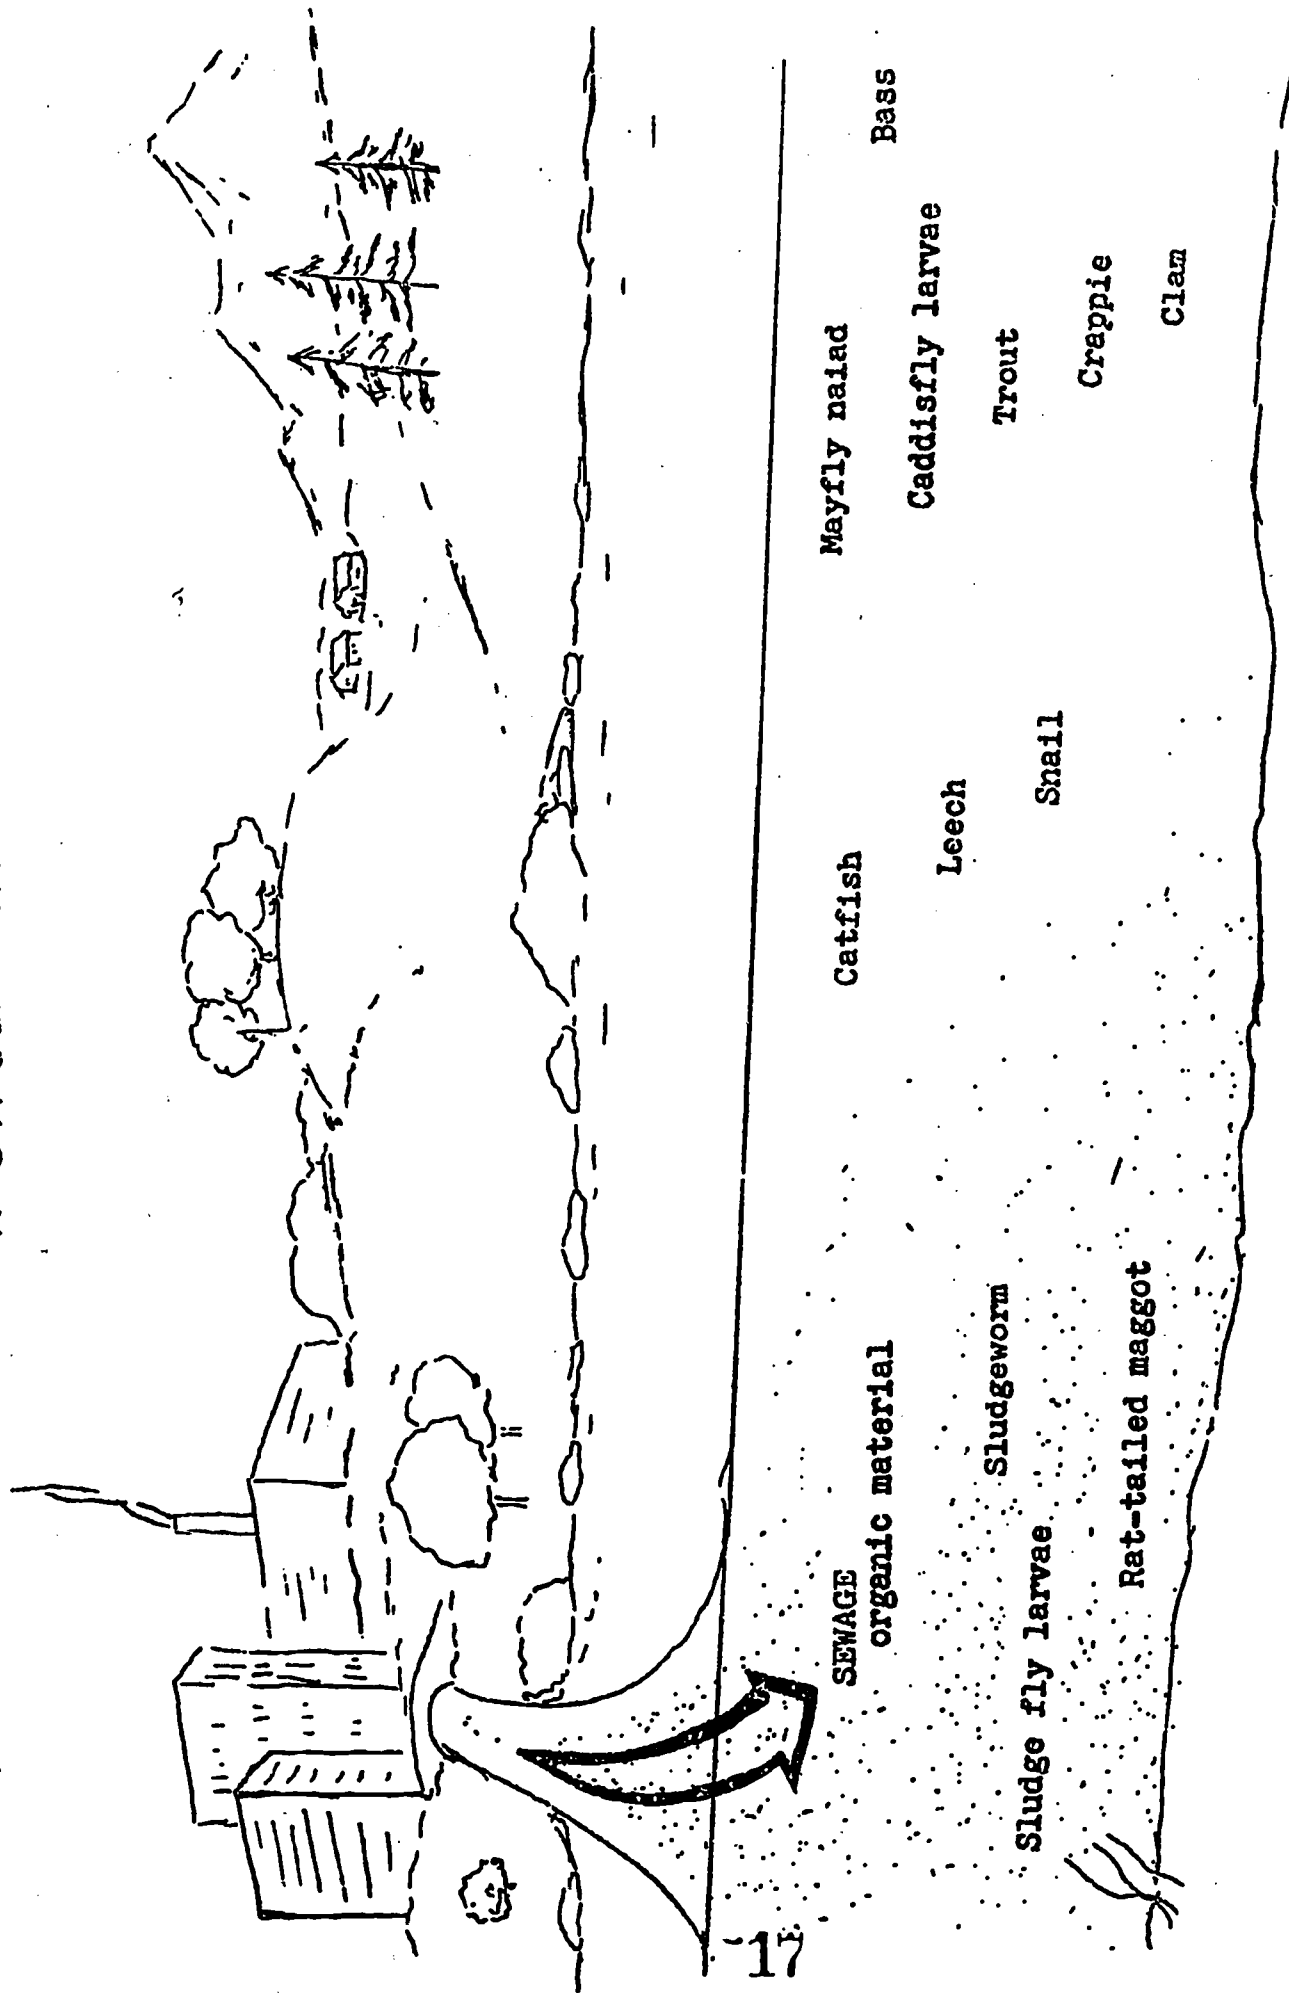 SEWAGE
organic material
Sludge fly larvae
Sludgeworm
Rat-tailed maggot
Catfish
Leech
Snail
Mayfly naiad
Caddisfly larvae
Trout
Crappie
Clam
Bass
17